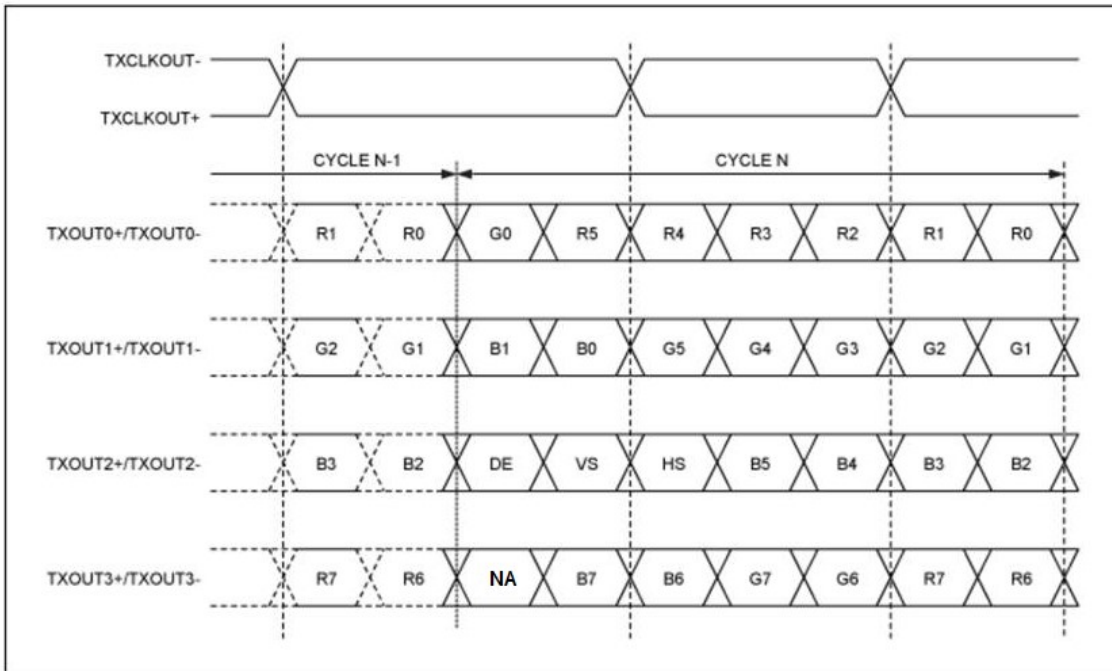 TXCLKOUT-
TXCLKOUT+
CYCLE N-1 CYCLE N
TXOUT0+/TXOUT0- R1 R0 G0 R5 R4 R3 R2 R1 R0
TXOUT1+/TXOUT1- G2 G1 B1 B0 G5 G4 G3 G2 G1
TXOUT2+/TXOUT2- B3 B2 DE VS HS B5 B4 B3 B2
TXOUT3+/TXOUT3- R7 R6 NA B7 B6 G7 G6 R7 R6